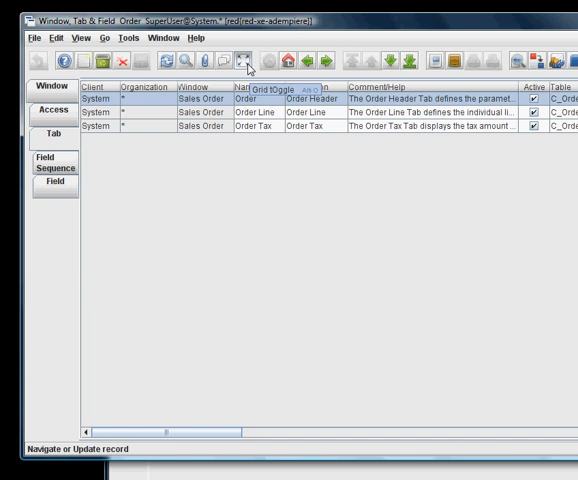 Window, Tab & Field Order SuperUser@System.* [red{red-xe-adempiere}]
File Edit View Go Tools Window Help
Window
Access
Tab
Field Sequence
Field
Client Organization Window Comment/Help Active Table
Grid tOggle Alt O
System * Sales Order Order Order Header The Order Header Tab defines the paramet... C_Orde
System * Sales Order Order Line Order Line The Order Line Tab defines the individual li... C_Orde
System * Sales Order Order Tax Order Tax The Order Tax Tab displays the tax amount ... C_Orde
Navigate or Update record